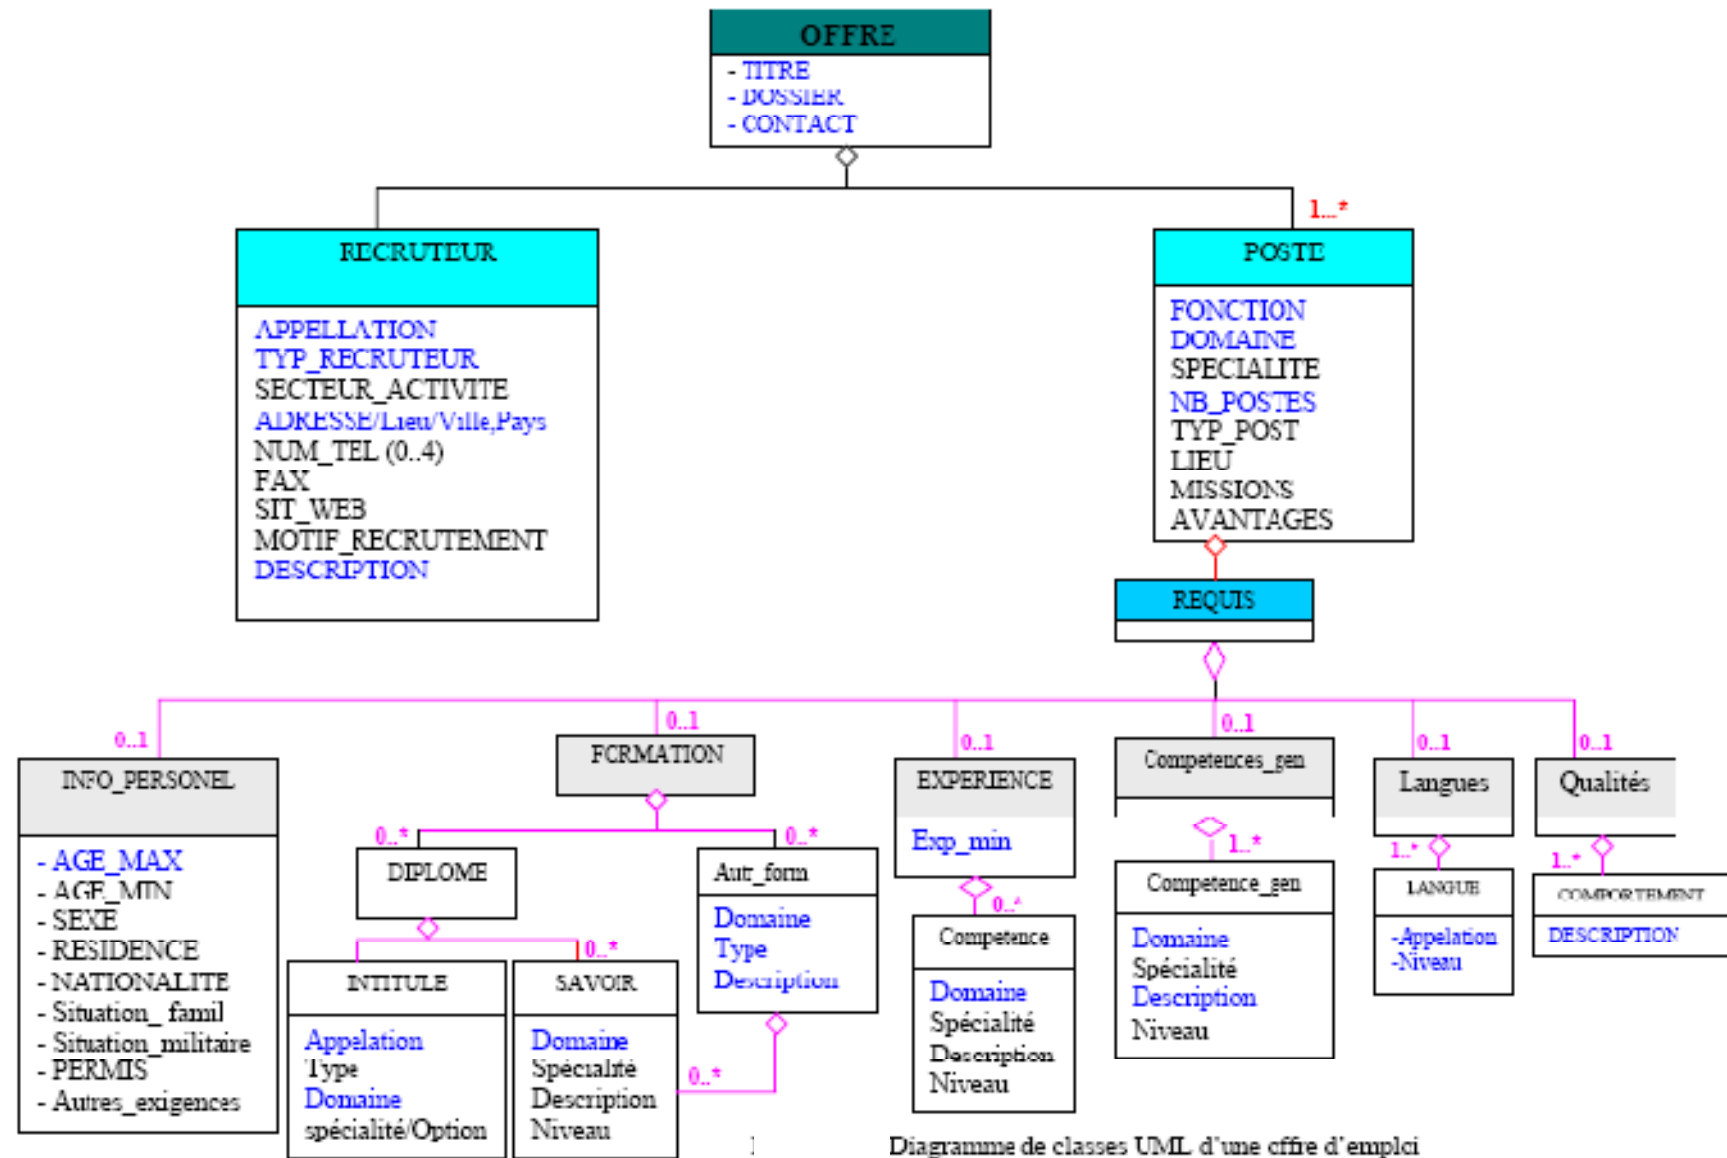 OFFRE
- TITRE
- DOSSIER
- CONTACT
1..*
RECRUTEUR
APPELLATION
TYP_RECRUTEUR
SECTEUR_ACTIVITE
ADRESSE/Lieu/Ville,Pays
NUM_TEL (0..4)
FAX
SIT_WEB
MOTIF_RECRUTEMENT
DESCRIPTION
POSTE
FONCTION
DOMAINE
SPECIALITE
NB_POSTES
TYP_POST
LIEU
MISSIONS
AVANTAGES
REQUIS
0..1
0..1
0..1
0..1
0..1
0..1
INFO_PERSONEL
- AGE_MAX
- AGE_MIN
- SEXE
- RESIDENCE
- NATIONALITE
- Situation_ famil
- Situation_militaire
- PERMIS
- Autres_exigences
FORMATION
0..*
0..*
DIPLOME
0..*
INTITULE
Appelation
Type
Domaine
spécialité/Option
SAVOIR
Domaine
Spécialité
Description
Niveau
Autr_form
Domaine
Type
Description
0..*
EXPERIENCE
Exp_min
0..*
Competence
Domaine
Spécialité
Description
Niveau
Competences_gen
1..*
Competence_gen
Domaine
Spécialité
Description
Niveau
Langues
1..*
LANGUE
-Appelation
-Niveau
Qualités
1..*
COMPORTEMENT
DESCRIPTION
Diagramme de classes UML d'une offre d'emploi